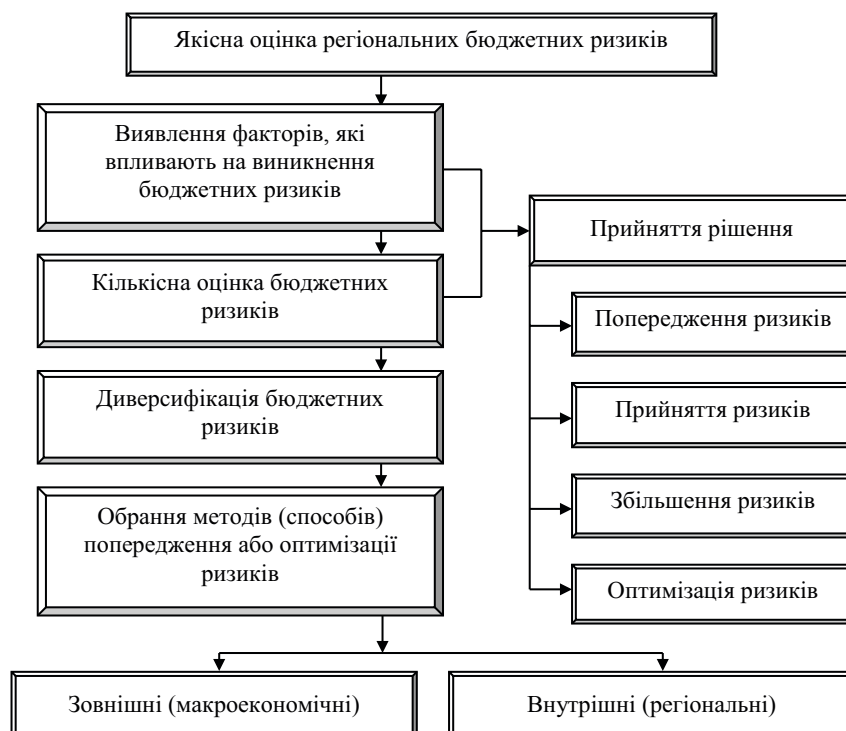 Якісна оцінка регіональних бюджетних ризиків
Виявлення факторів, які
впливають на виникнення
бюджетних ризиків
Прийняття рішення
Кількісна оцінка бюджетних
ризиків
Попередження ризиків
Диверсифікація бюджетних
ризиків
Прийняття ризиків
Обрання методів (способів)
попередження або оптимізації
ризиків
Збільшення ризиків
Оптимізація ризиків
Зовнішні (макроекономічні)
Внутрішні (регіональні)